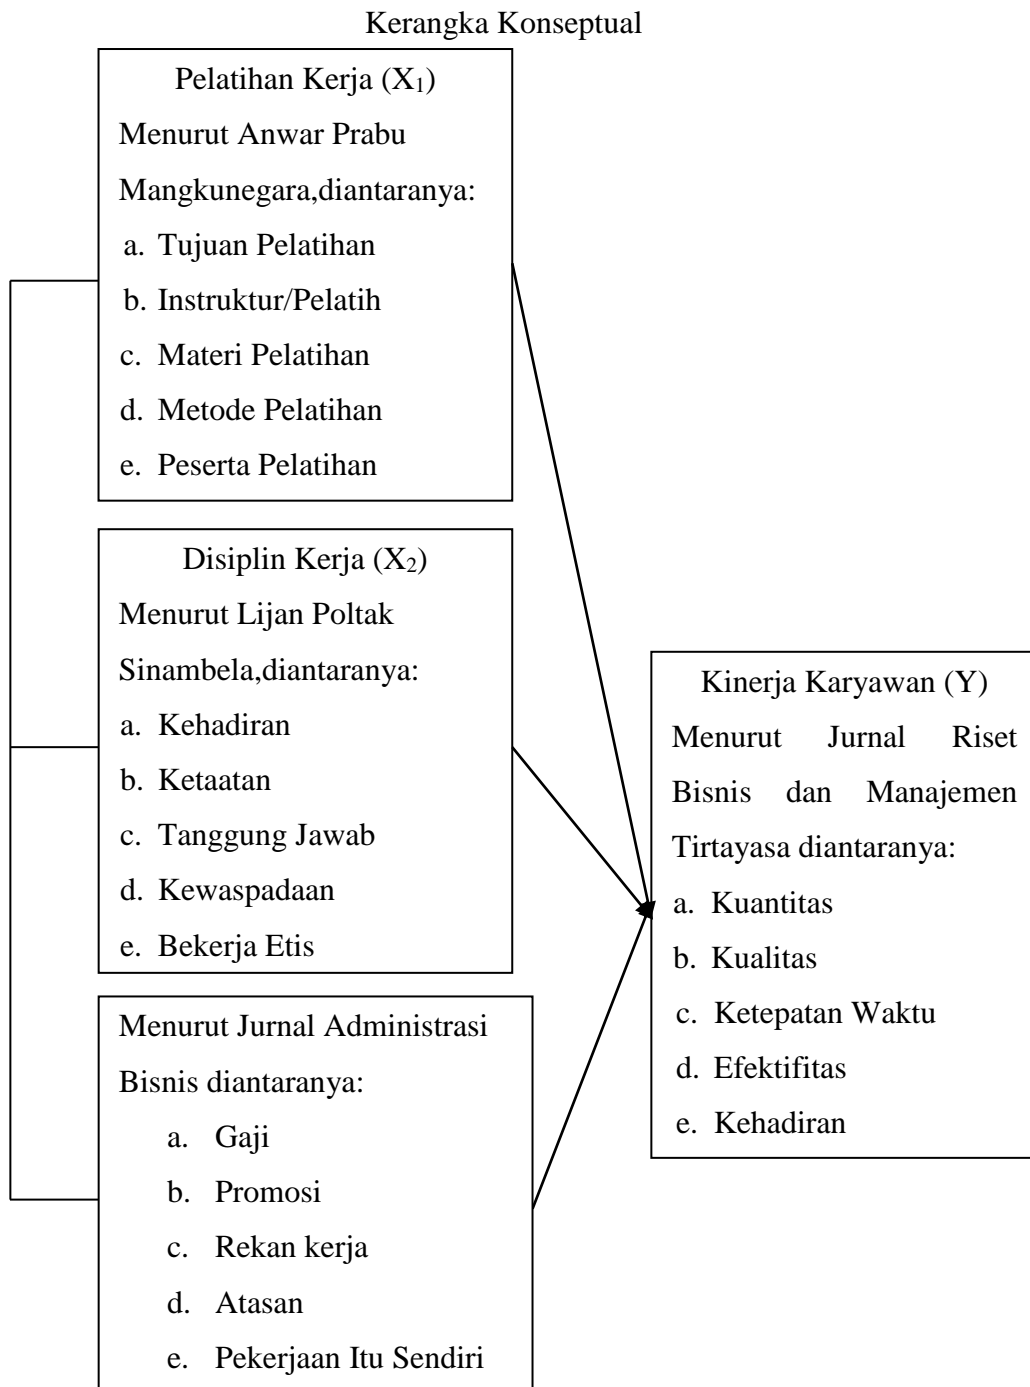 Kerangka Konseptual
Pelatihan Kerja (X₁)
Menurut Anwar Prabu
Mangkunegara,diantaranya:
a. Tujuan Pelatihan
b. Instruktur/Pelatih
c. Materi Pelatihan
d. Metode Pelatihan
e. Peserta Pelatihan
Disiplin Kerja (X₂)
Menurut Lijan Poltak
Sinambela,diantaranya:
a. Kehadiran
b. Ketaatan
c. Tanggung Jawab
d. Kewaspadaan
e. Bekerja Etis
Menurut Jurnal Administrasi
Bisnis diantaranya:
a. Gaji
b. Promosi
c. Rekan kerja
d. Atasan
e. Pekerjaan Itu Sendiri
Kinerja Karyawan (Y)
Menurut Jurnal Riset
Bisnis dan Manajemen
Tirtayasa diantaranya:
a. Kuantitas
b. Kualitas
c. Ketepatan Waktu
d. Efektifitas
e. Kehadiran